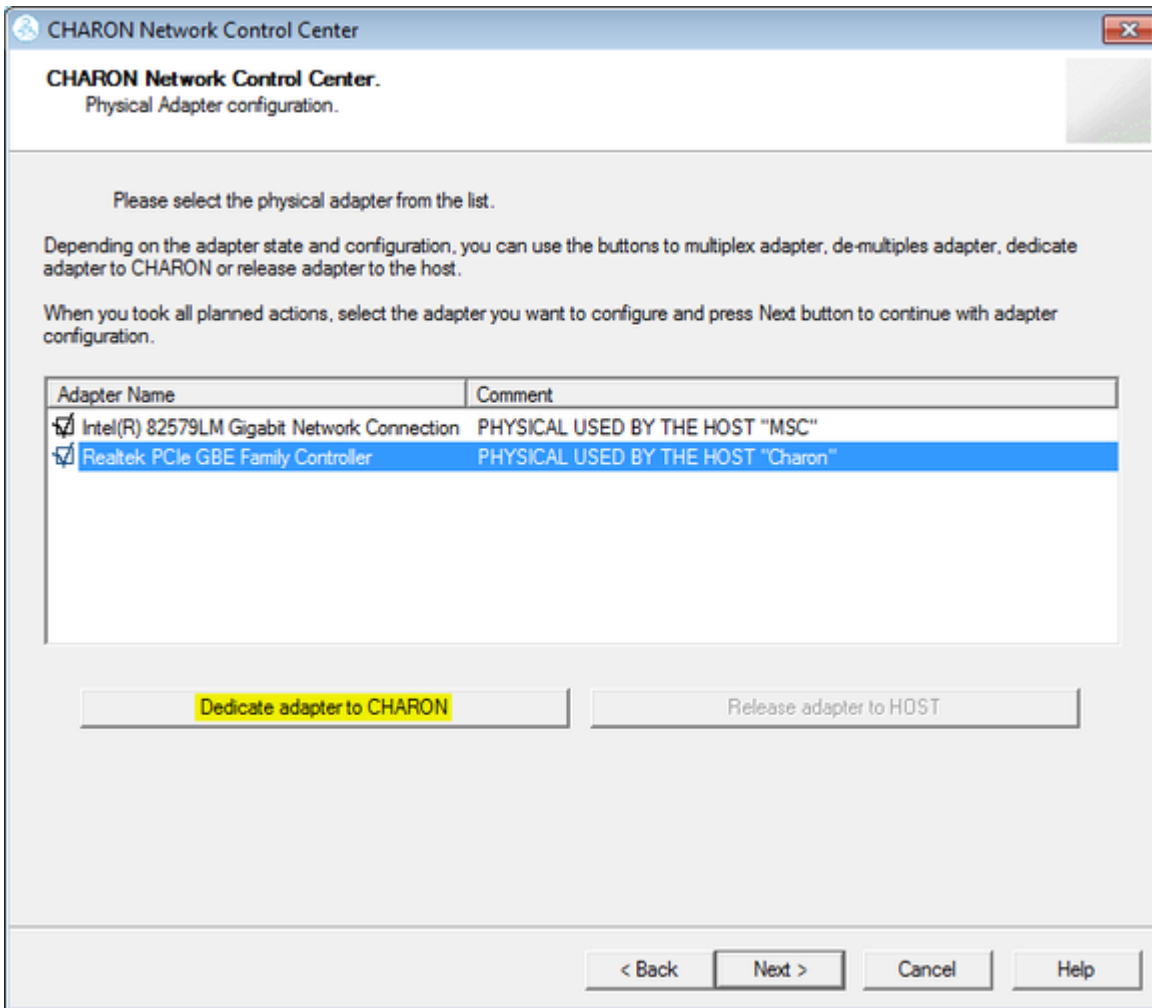 CHARON Network Control Center
CHARON Network Control Center.
Physical Adapter configuration.
Please select the physical adapter from the list.
Depending on the adapter state and configuration, you can use the buttons to multiplex adapter, de-multiples adapter, dedicate
adapter to CHARON or release adapter to the host.
When you took all planned actions, select the adapter you want to configure and press Next button to continue with adapter
configuration.
Adapter Name Comment
Intel(R) 82579LM Gigabit Network Connection PHYSICAL USED BY THE HOST "MSC"
Realtek PCIe GBE Family Controller PHYSICAL USED BY THE HOST "Charon"
Dedicate adapter to CHARON Release adapter to HOST
< Back Next > Cancel Help